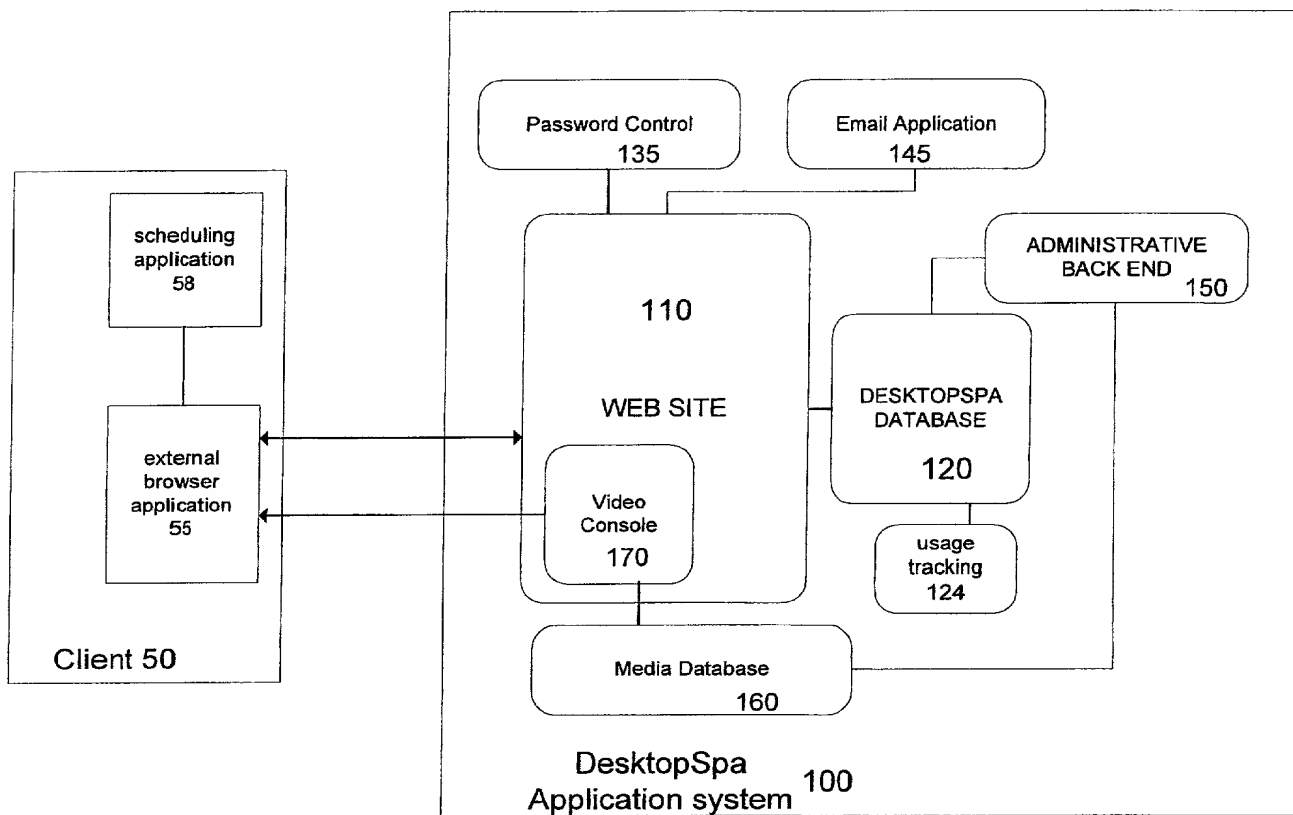 Password Control
135
Email Application
145
scheduling
application
58
ADMINISTRATIVE
BACK END
150
110
WEB SITE
DESKTOPSPA
DATABASE
120
external
browser
application
55
Video
Console
170
usage
tracking
124
Client 50
Media Database
160
DesktopSpa
Application system 100